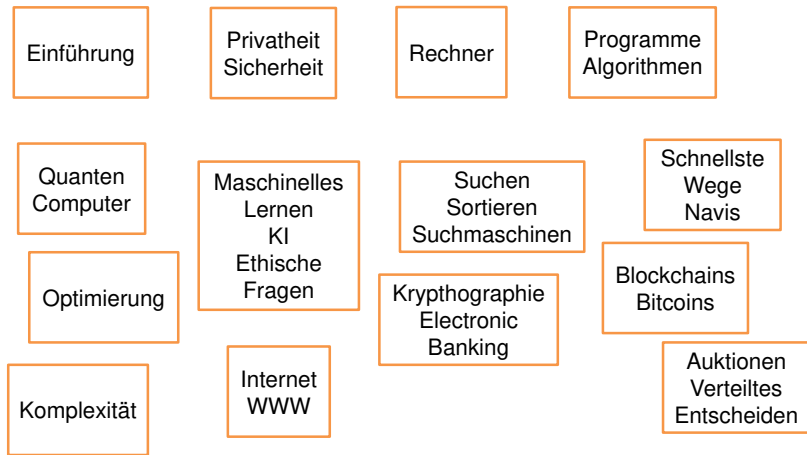 Einführung
Privatheit
Sicherheit
Rechner
Programme
Algorithmen
Quanten
Computer
Maschinelles
Lernen
KI
Ethische
Fragen
Suchen
Sortieren
Suchmaschinen
Schnellste
Wege
Navis
Optimierung
Krypthographie
Electronic
Banking
Blockchains
Bitcoins
Komplexität
Internet
WWW
Auktionen
Verteiltes
Entscheiden